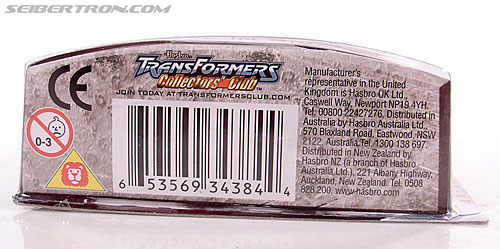 SEIBERTRON.COM
Hasbro
TRANSFORMERS
Collectors' Club
JOIN TODAY AT TRANSFORMERSCLUB.COM
CE
0-3
6 53569 34384 4
Manufacturer's
representative in the United
Kingdom is Hasbro UK Ltd.,
Caswell Way, Newport NP19 4YH.
Tel. 00800 22427276. Distributed in
Australia by Hasbro Australia Ltd.,
570 Blaxland Road, Eastwood, NSW
2122, Australia. Tel: 1300 138 697.
Distributed in New Zealand by
Hasbro NZ (a branch of Hasbro
Australia Ltd.), 221 Albany Highway,
Auckland, New Zealand. Tel. 0508
828 200. www.hasbro.com